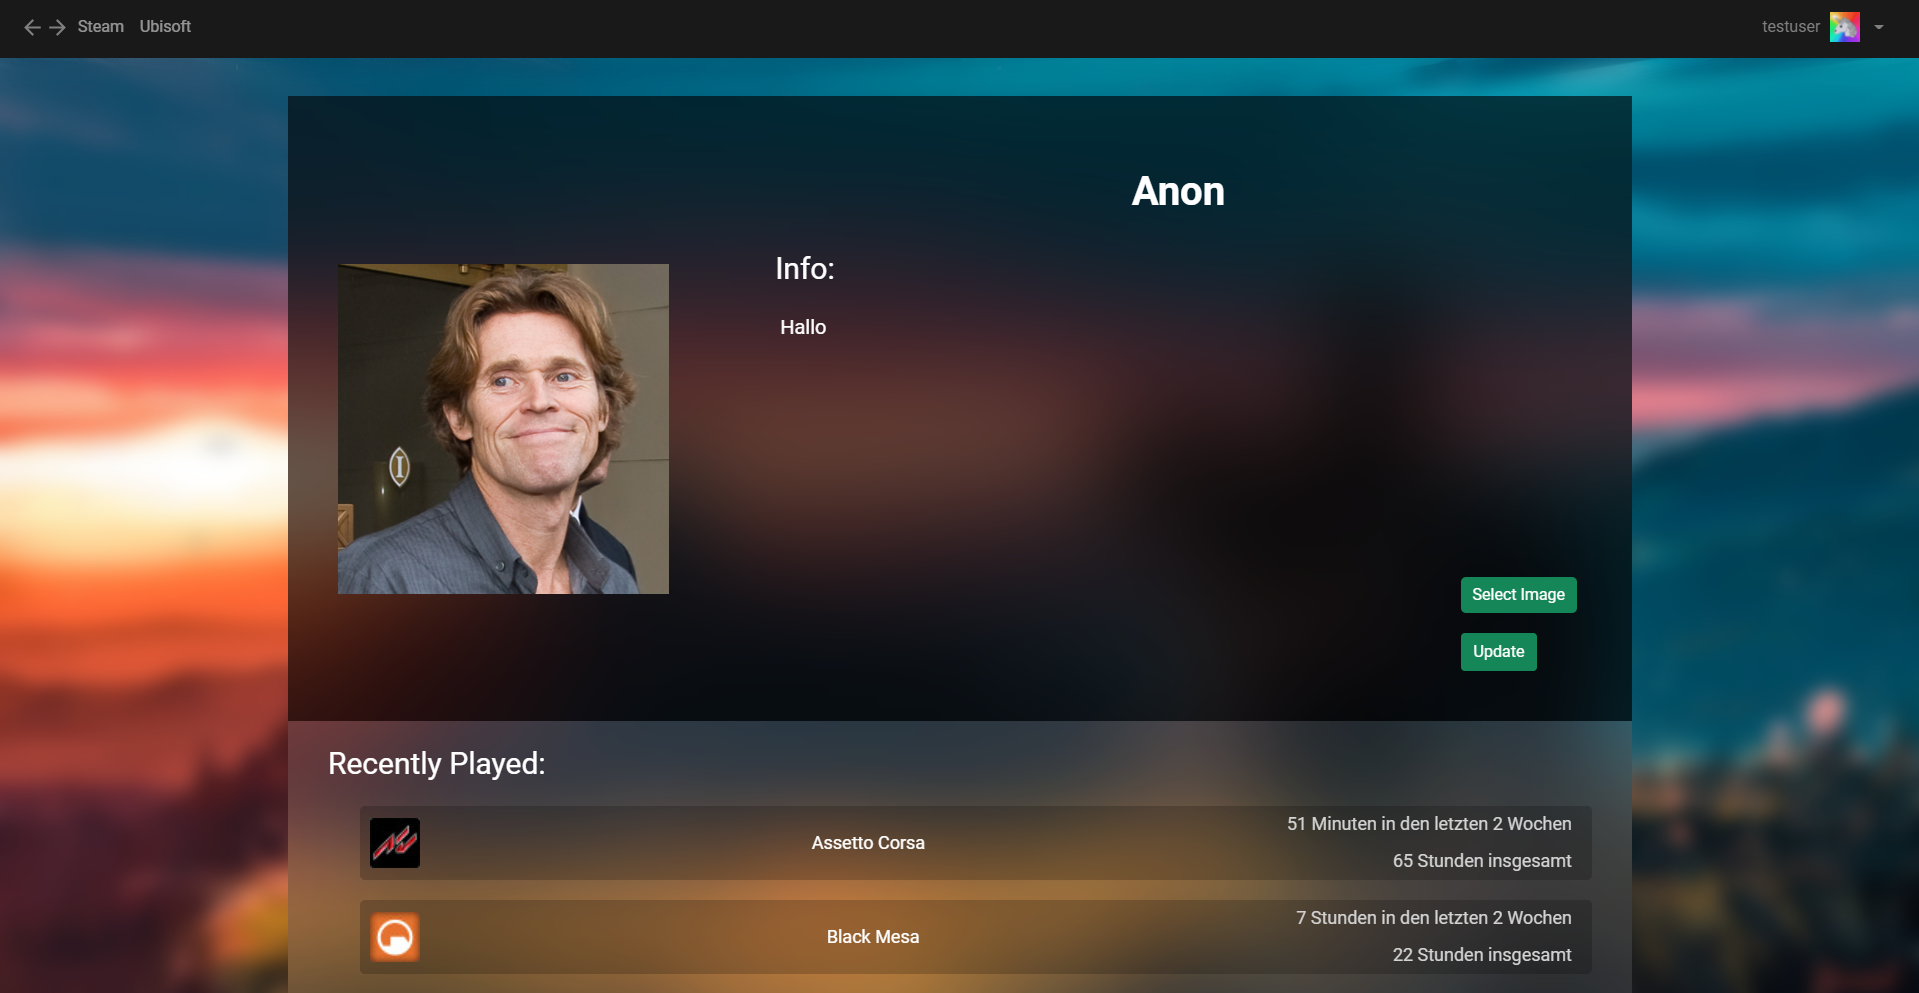 Steam Ubisoft testuser
Anon
Info:
Hallo
I
Select Image
Update
Recently Played:
Assetto Corsa
51 Minuten in den letzten 2 Wochen
65 Stunden insgesamt
Black Mesa
7 Stunden in den letzten 2 Wochen
22 Stunden insgesamt